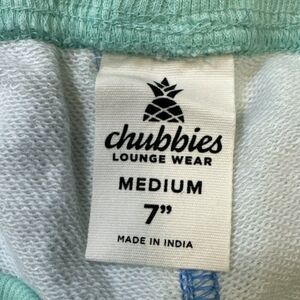 chubbies
LOUNGE WEAR
MEDIUM
7”
MADE IN INDIA